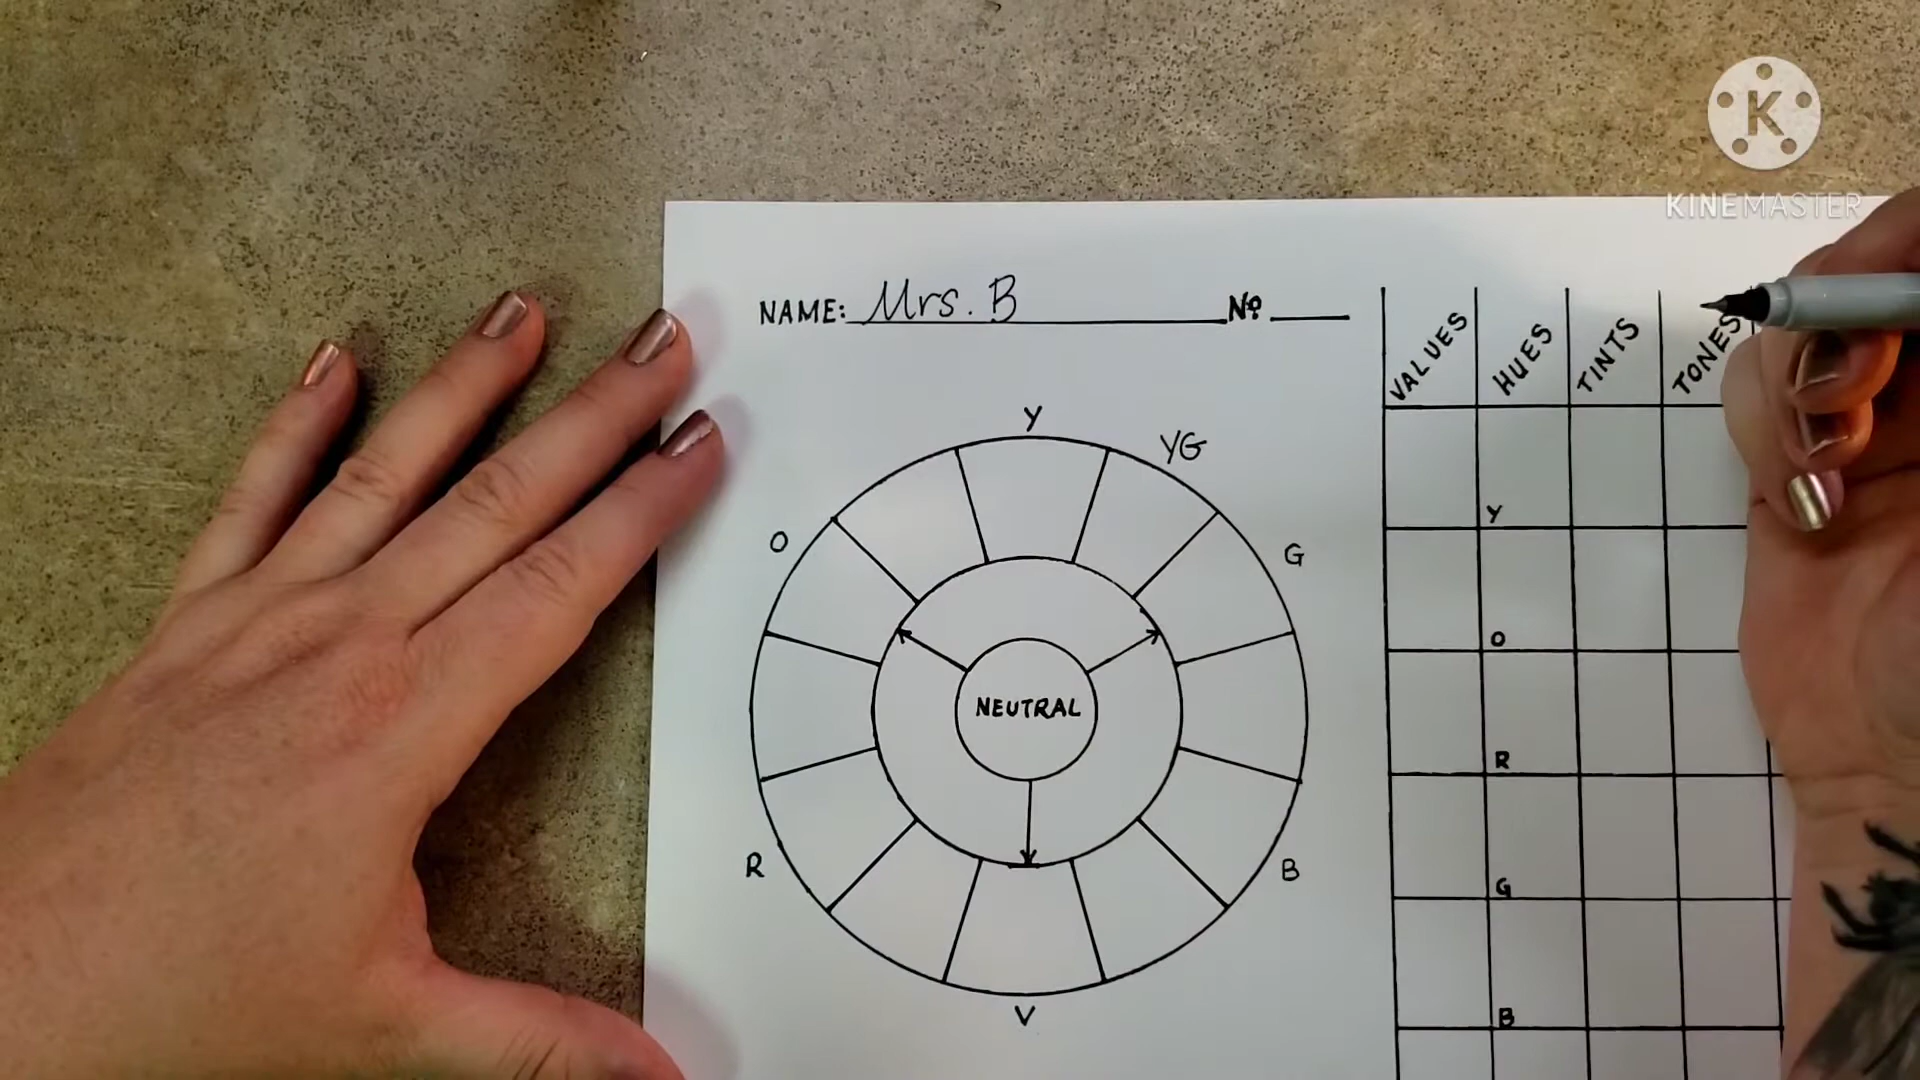 K
KINEMASTER
NAME: Mrs. B Nº
VALUES HUES TINTS TONES
Y
YG
O
G
NEUTRAL
R
B
V
Y
O
R
G
B